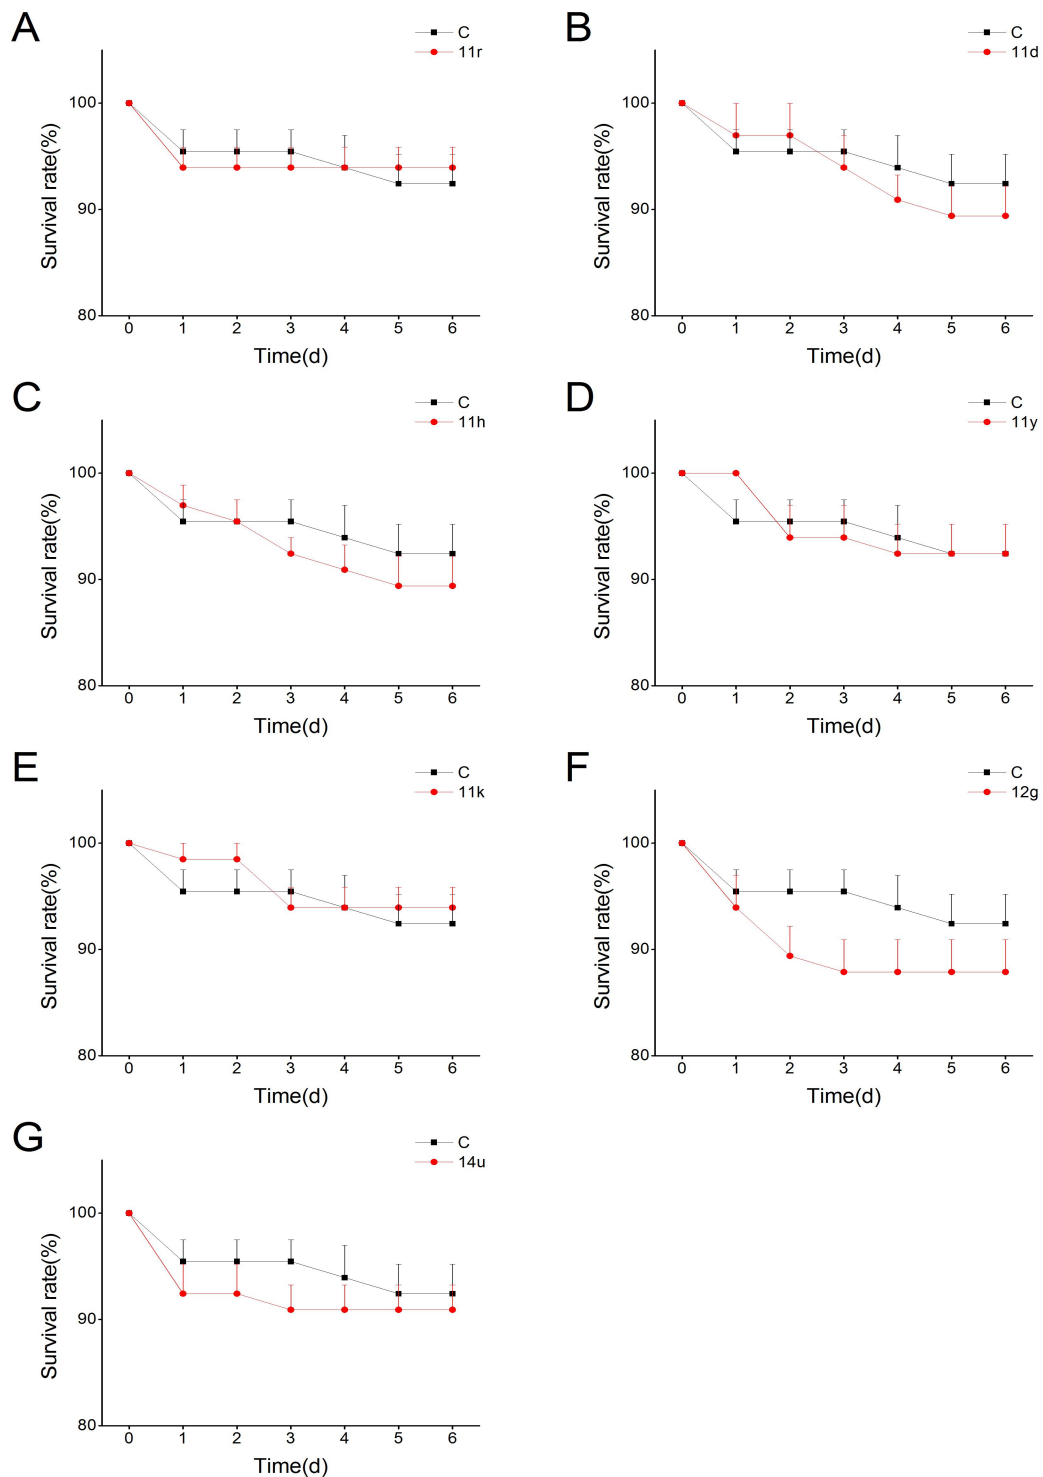 A
C
11r
Survival rate(%)
100
90
80
0 1 2 3 4 5 6
Time(d)
B
C
11d
Survival rate(%)
100
90
80
0 1 2 3 4 5 6
Time(d)
C
C
11h
Survival rate(%)
100
90
80
0 1 2 3 4 5 6
Time(d)
D
C
11y
Survival rate(%)
100
90
80
0 1 2 3 4 5 6
Time(d)
E
C
11k
Survival rate(%)
100
90
80
0 1 2 3 4 5 6
Time(d)
F
C
12g
Survival rate(%)
100
90
80
0 1 2 3 4 5 6
Time(d)
G
C
14u
Survival rate(%)
100
90
80
0 1 2 3 4 5 6
Time(d)